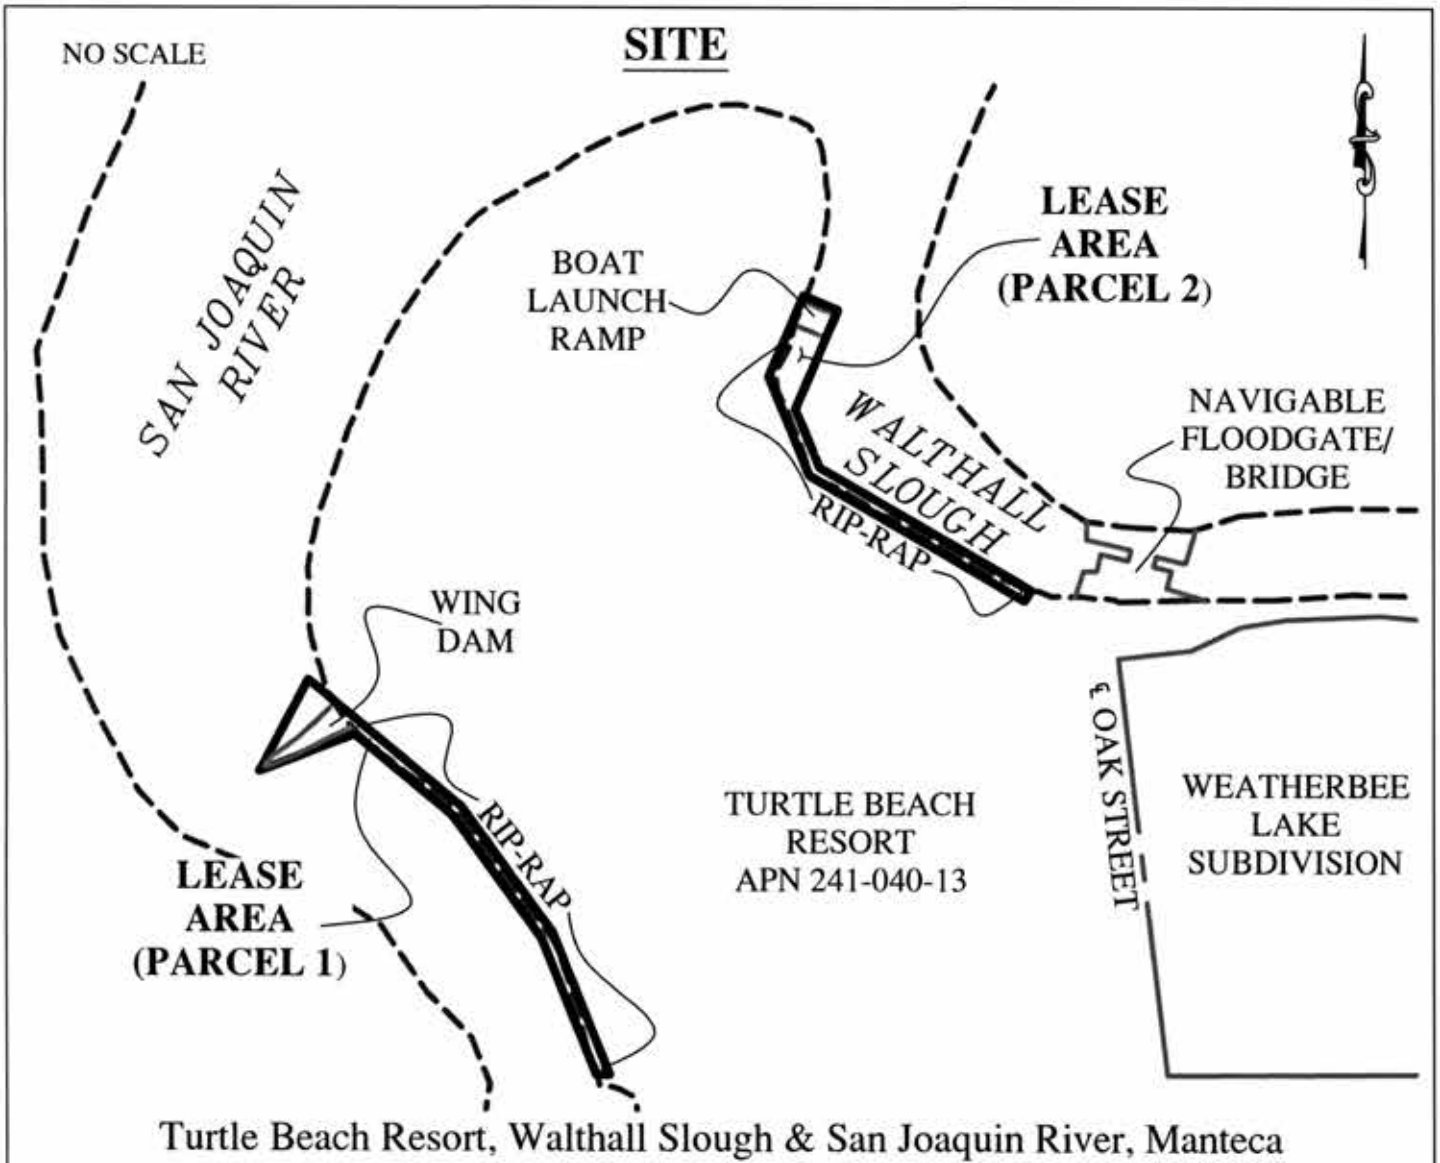 SITE
NO SCALE
SAN JOAQUIN
RIVER
LEASE
AREA
(PARCEL 2)
BOAT
LAUNCH
RAMP
WALTHALL
SLOUGH
NAVIGABLE
FLOODGATE/
BRIDGE
RIP-RAP
WING
DAM
RIP-RAP
LEASE
AREA
(PARCEL 1)
TURTLE BEACH
RESORT
APN 241-040-13
℄ OAK STREET
WEATHERBEE
LAKE
SUBDIVISION
Turtle Beach Resort, Walthall Slough & San Joaquin River, Manteca